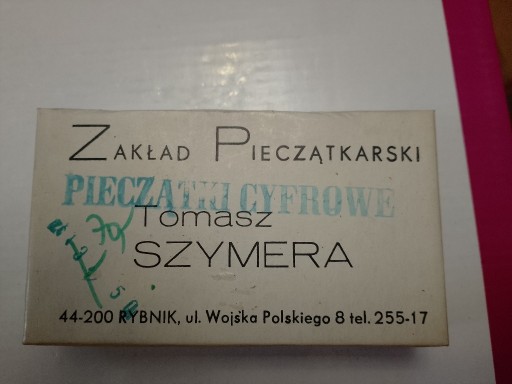 ZAKŁAD PIECZĄTKARSKI
PIECZĄTKI CYFROWE
Tomasz
SZYMERA
44-200 RYBNIK, ul. Wojska Polskiego 8 tel. 255-17